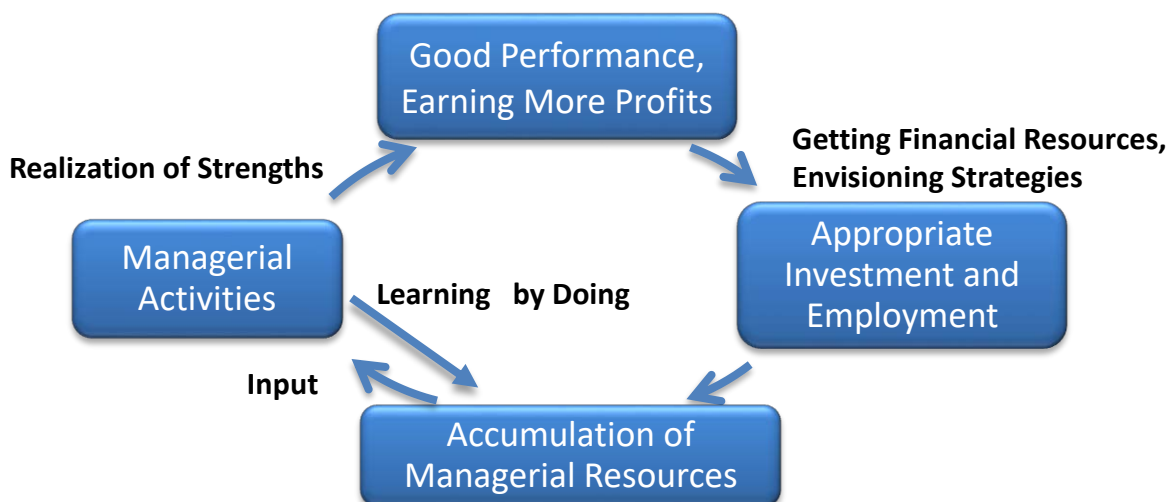 Good Performance,
Earning More Profits
Realization of Strengths
Getting Financial Resources,
Envisioning Strategies
Managerial
Activities
Appropriate
Investment and
Employment
Learning by Doing
Input
Accumulation of
Managerial Resources